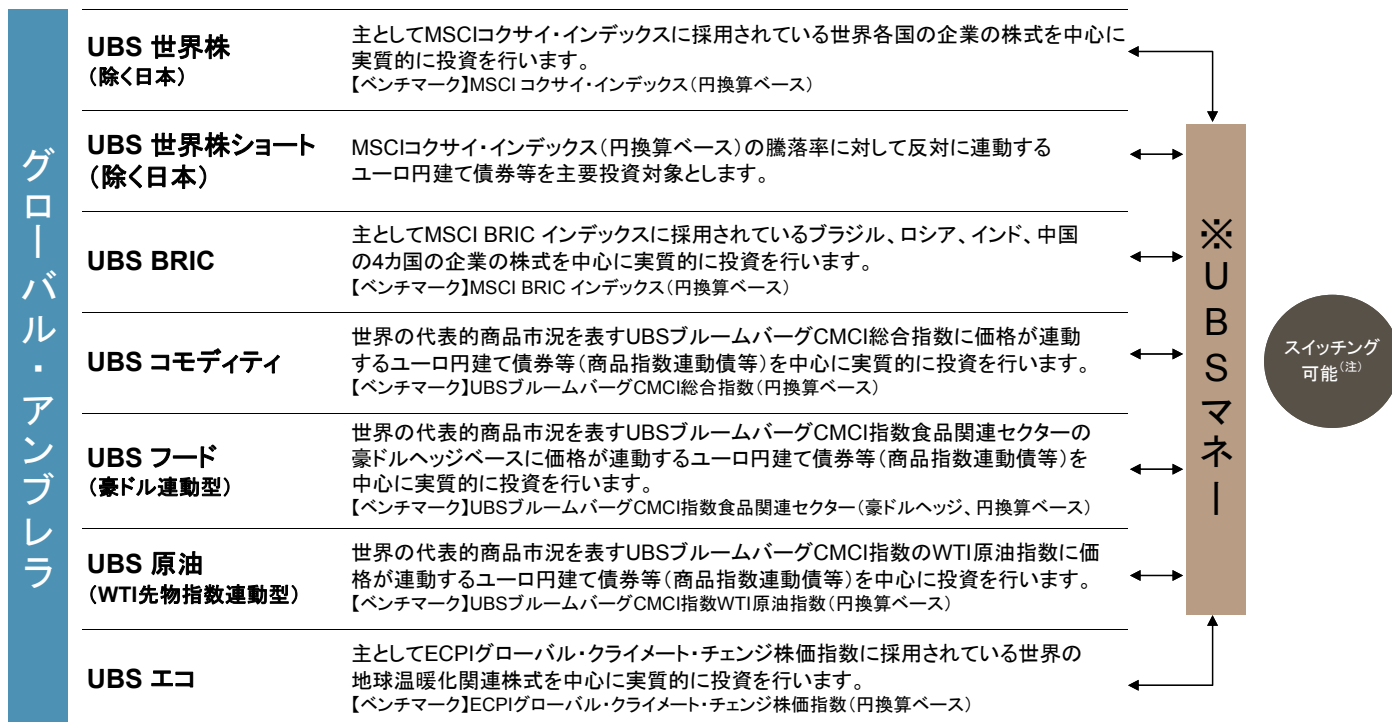 グローバル・アンブレラ
UBS 世界株
(除く日本)
主としてMSCIコクサイ・インデックスに採用されている世界各国の企業の株式を中心に
実質的に投資を行います。
【ベンチマーク】MSCI コクサイ・インデックス(円換算ベース)
UBS 世界株ショート
(除く日本)
MSCIコクサイ・インデックス(円換算ベース)の騰落率に対して反対に連動する
ユーロ円建て債券等を主要投資対象とします。
UBS BRIC
主としてMSCI BRIC インデックスに採用されているブラジル、ロシア、インド、中国
の4カ国の企業の株式を中心に実質的に投資を行います。
【ベンチマーク】MSCI BRIC インデックス(円換算ベース)
UBS コモディティ
世界の代表的商品市況を表すUBSブルームバーグCMCI総合指数に価格が連動
するユーロ円建て債券等(商品指数連動債等)を中心に実質的に投資を行います。
【ベンチマーク】UBSブルームバーグCMCI総合指数(円換算ベース)
UBS フード
(豪ドル連動型)
世界の代表的商品市況を表すUBSブルームバーグCMCI指数食品関連セクターの
豪ドルヘッジベースに価格が連動するユーロ円建て債券等(商品指数連動債等)を
中心に実質的に投資を行います。
【ベンチマーク】UBSブルームバーグCMCI指数食品関連セクター(豪ドルヘッジ、円換算ベース)
UBS 原油
(WTI先物指数連動型)
世界の代表的商品市況を表すUBSブルームバーグCMCI指数のWTI原油指数に価
格が連動するユーロ円建て債券等(商品指数連動債等)を中心に投資を行います。
【ベンチマーク】UBSブルームバーグCMCI指数WTI原油指数(円換算ベース)
UBS エコ
主としてECPIグローバル・クライメート・チェンジ株価指数に採用されている世界の
地球温暖化関連株式を中心に実質的に投資を行います。
【ベンチマーク】ECPIグローバル・クライメート・チェンジ株価指数(円換算ベース)
※UBSマネー
スイッチング
可能(注)